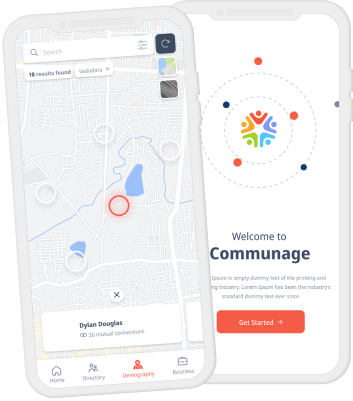 Search
18 results found
Vadodara ×
Dylan Douglas
26 mutual connections
Home
Directory
Demography
Business
Welcome to
Communage
Ipsum is simply dummy text of the printing and
industry. Lorem Ipsum has been the industry's
standard dummy text ever since
Get Started →